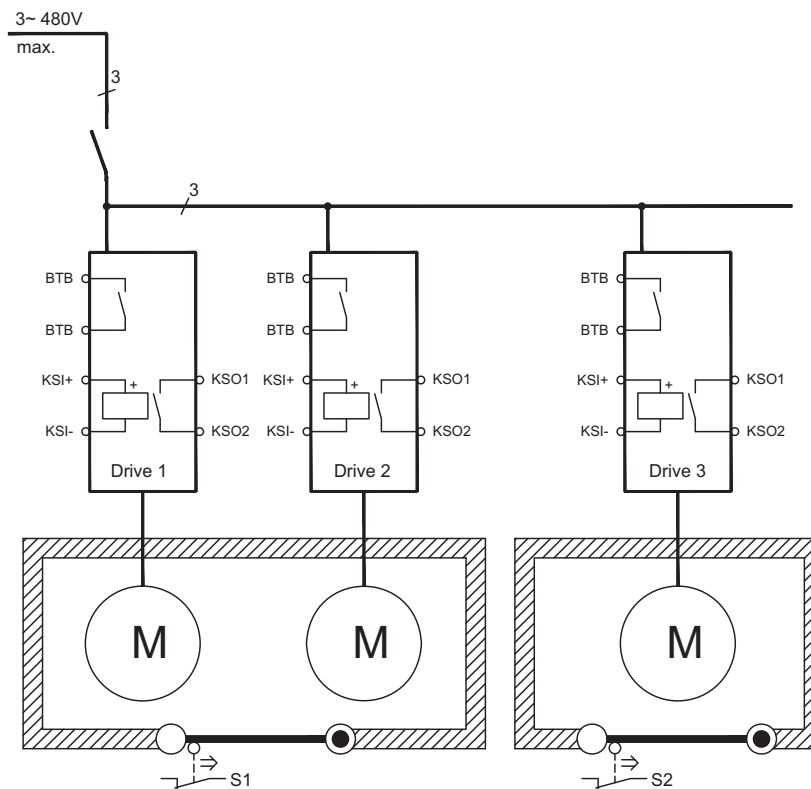 3~ 480V
max.
3
3
BTB
BTB
KSI+
KSI-
+
KSO1
KSO2
Drive 1
BTB
BTB
KSI+
KSI-
+
KSO1
KSO2
Drive 2
BTB
BTB
KSI+
KSI-
+
KSO1
KSO2
Drive 3
M
M
M
S1
S2